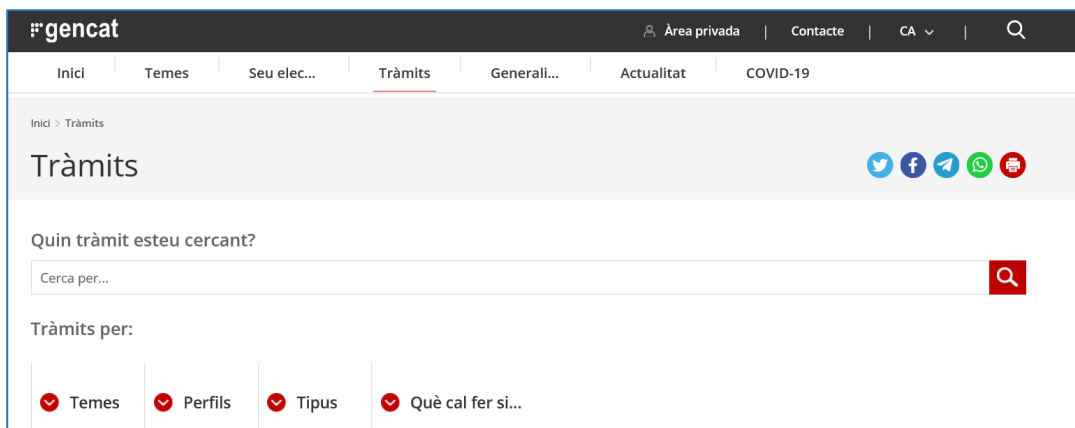 gencat
Àrea privada | Contacte | CA |
Inici Temes Seu elec... Tràmits Generali... Actualitat COVID-19
Inici > Tràmits
Tràmits
Quin tràmit esteu cercant?
Cerca per...
Tràmits per:
Temes Perfils Tipus Què cal fer si...